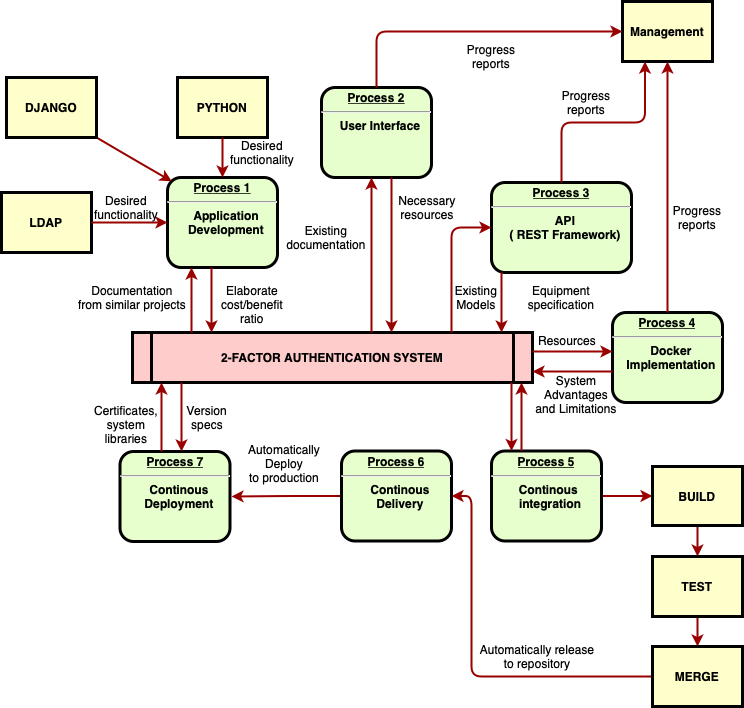 Management
Progress
reports
Process 2
User Interface
DJANGO
PYTHON
Progress
reports
Desired
functionality
Process 1
Application
Development
LDAP
Desired
functionality
Necessary
resources
Existing
documentation
Process 3
API
( REST Framework)
Progress
reports
Documentation
from similar projects
Elaborate
cost/benefit
ratio
Existing
Models
Equipment
specification
Process 4
Docker
Implementation
Resources
2-FACTOR AUTHENTICATION SYSTEM
System
Advantages
and Limitations
Certificates,
system
libraries
Version
specs
Process 7
Continous
Deployment
Automatically
Deploy
to production
Process 6
Continous
Delivery
Process 5
Continous
integration
BUILD
TEST
Automatically release
to repository
MERGE